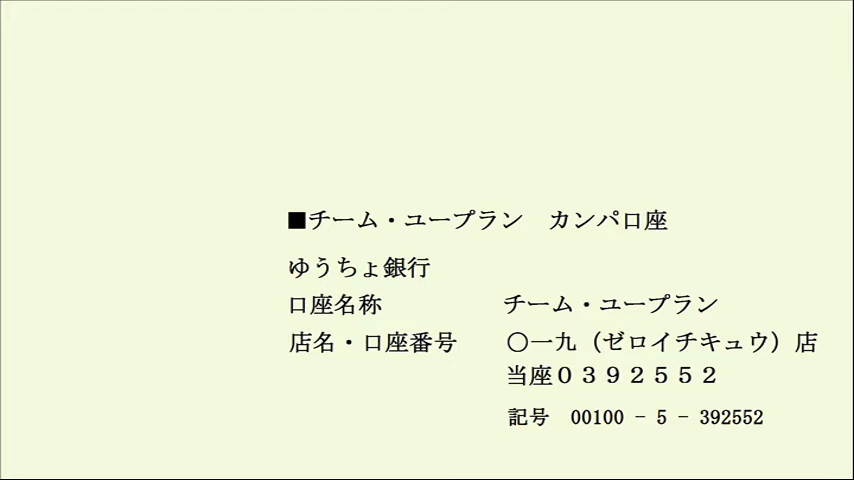 ■チーム・ユープラン　カンパ口座
ゆうちょ銀行
口座名称　チーム・ユープラン
店名・口座番号　〇一九（ゼロイチキュウ）店
当座０３９２５５２
記号　00100 － 5 － 392552